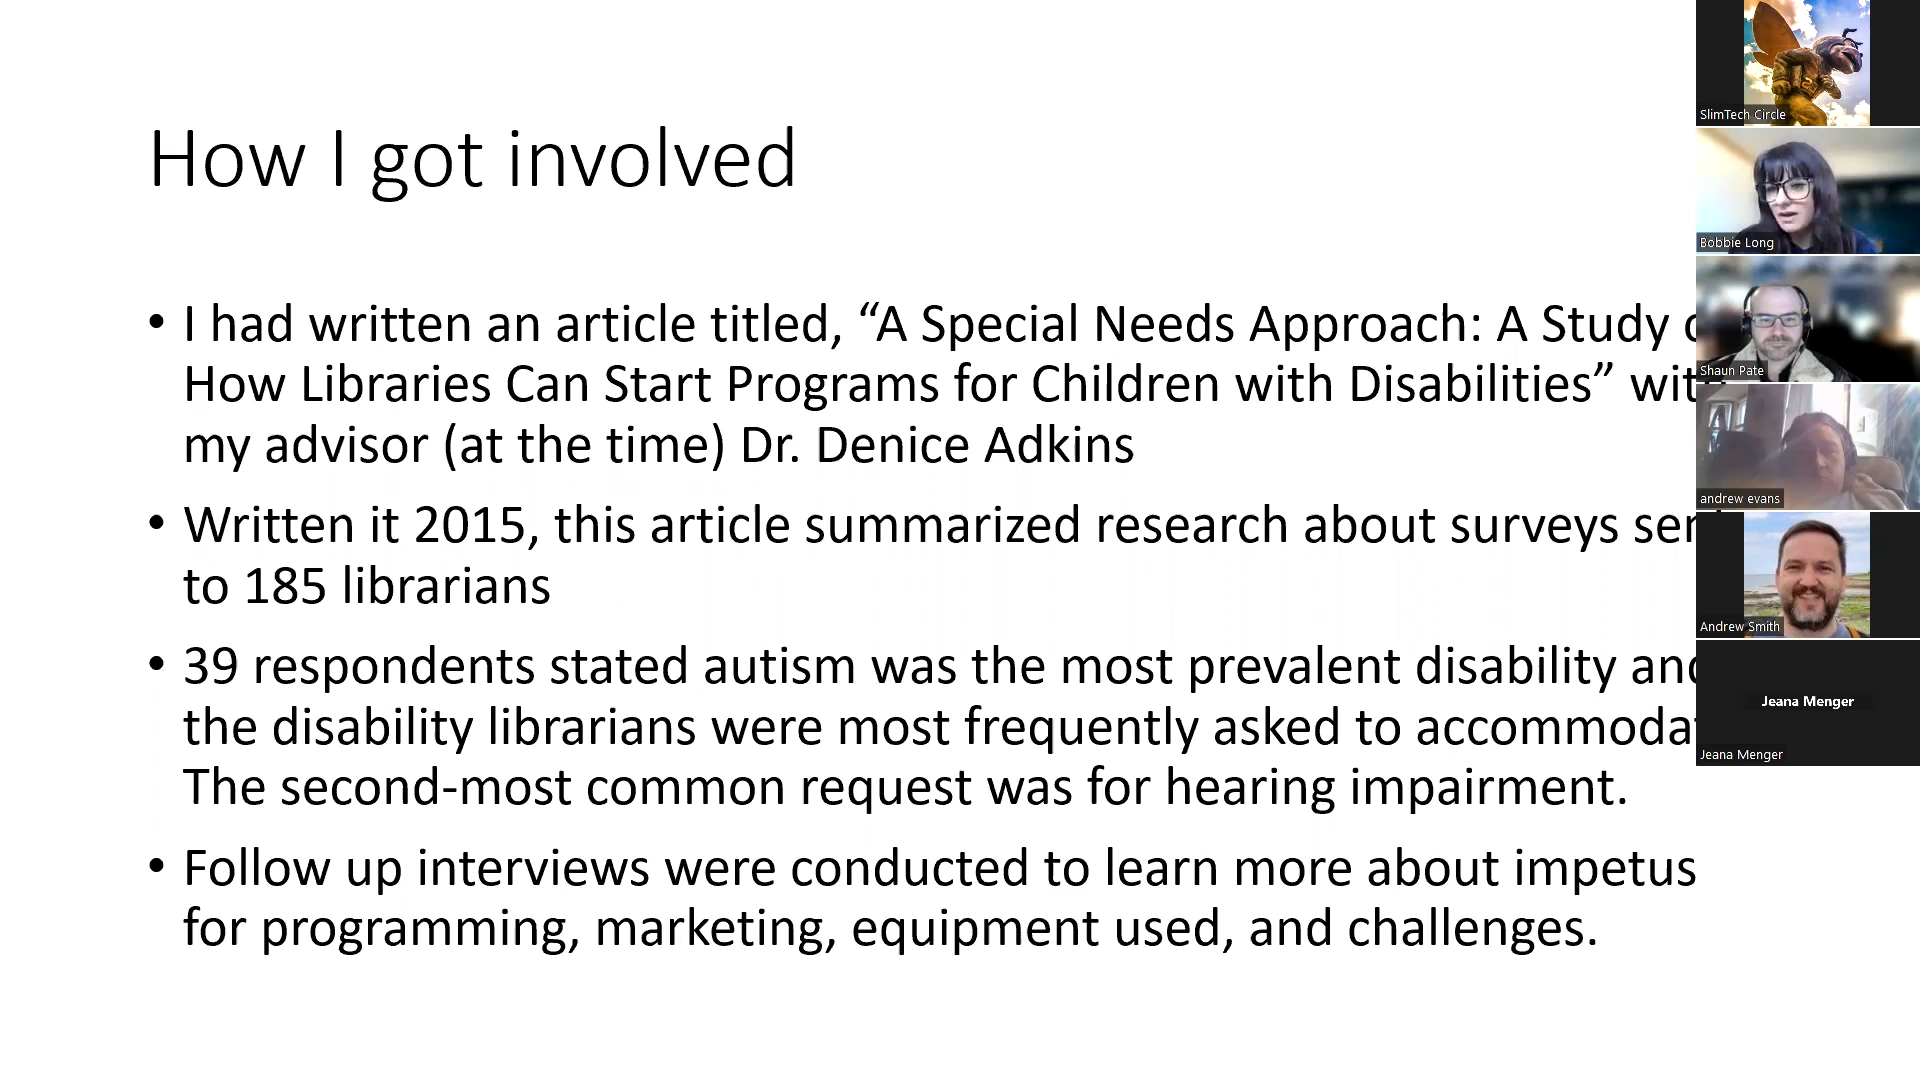 How I got involved
• I had written an article titled, “A Special Needs Approach: A Study
How Libraries Can Start Programs for Children with Disabilities”
my advisor (at the time) Dr. Denice Adkins
• Written it 2015, this article summarized research about surveys
to 185 librarians
• 39 respondents stated autism was the most prevalent disability
the disability librarians were most frequently asked to
The second-most common request was for hearing impairment.
• Follow up interviews were conducted to learn more about impetus
for programming, marketing, equipment used, and challenges.
SlimTech Circle
Bobbie Long
Shaun Pate
andrew evans
Andrew Smith
Jeana Menger
Jeana Menger